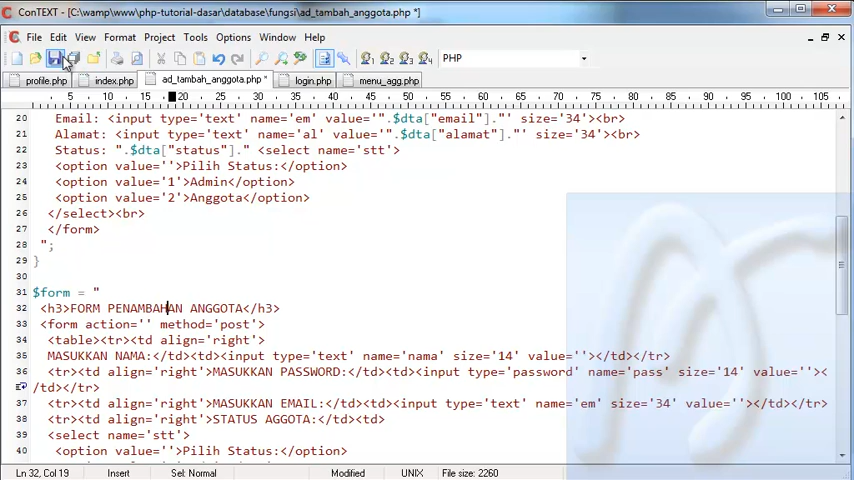 ConTEXT - [C:\wamp\www\php-tutorial-dasar\database\fungsi\ad_tambah_anggota.php *]
File Edit View Format Project Tools Options Window Help
PHP
profile.php index.php ad_tambah_anggota.php * login.php menu_agg.php
5 10 15 20 25 30 35 40 45 50 55 60 65 70 75 80 85 90 95 100 105
20 Email: <input type='text' name='em' value='".$dta["email"]."' size='34'><br>
21 Alamat: <input type='text' name='al' value='".$dta["alamat"]."' size='34'><br>
22 Status: ".$dta["status"]." <select name='stt'>
23 <option value=''>Pilih Status:</option>
24 <option value='1'>Admin</option>
25 <option value='2'>Anggota</option>
26 </select><br>
27 </form>
28 ";
29 }
30
31 $form = "
32 <h3>FORM PENAMBAHAN ANGGOTA</h3>
33 <form action='' method='post'>
34 <table><tr><td align='right'>
35 MASUKKAN NAMA:</td><td><input type='text' name='nama' size='14' value=''></td></tr>
36 <tr><td align='right'>MASUKKAN PASSWORD:</td><td><input type='password' name='pass' size='14' value=''><
/td></tr>
37 <tr><td align='right'>MASUKKAN EMAIL:</td><td><input type='text' name='em' size='34' value=''></td></tr>
38 <tr><td align='right'>STATUS AGGOTA:</td><td>
39 <select name='stt'>
40 <option value=''>Pilih Status:</option>
Ln 32, Col 19 Insert Sel: Normal Modified UNIX File size: 2260